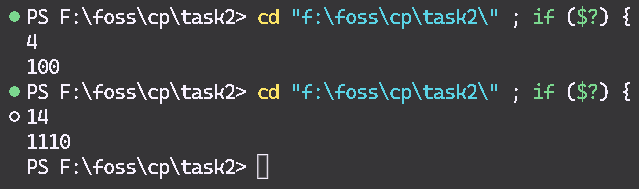 PS F:\foss\cp\task2> cd "f:\foss\cp\task2\" ; if ($?) {
4
100
PS F:\foss\cp\task2> cd "f:\foss\cp\task2\" ; if ($?) {
14
1110
PS F:\foss\cp\task2>